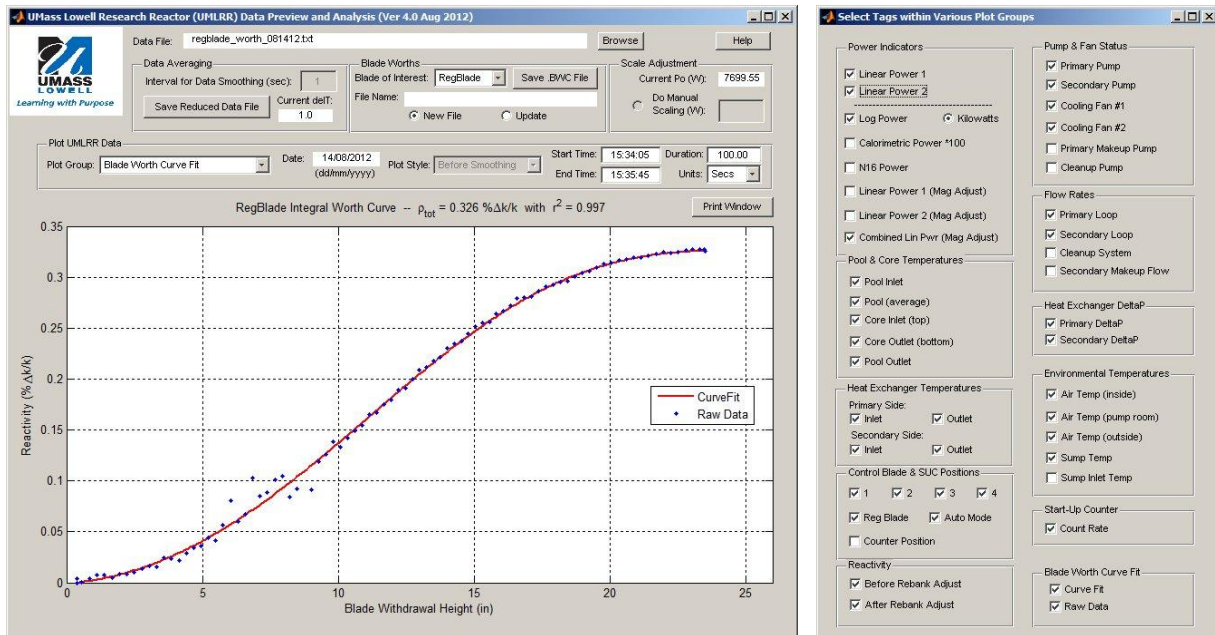 UMass Lowell Research Reactor (UMLRR) Data Preview and Analysis (Ver 4.0 Aug 2012)
UMASS
LOWELL
Learning with Purpose
Data File: regblade_worth_081412.txt Browse Help
Data Averaging
Interval for Data Smoothing (sec): 1
Save Reduced Data File
Current delT:
1.0
Blade Worths
Blade of Interest: RegBlade Save .BWC File
File Name:
New File Update
Scale Adjustment
Current Po (W): 7699.55
Do Manual
Scaling (W):
Plot UMLRR Data
Plot Group: Blade Worth Curve Fit
Date: 14/08/2012
(dd/mm/yyyy)
Plot Style: Before Smoothing
Start Time: 15:34:05 Duration: 100.00
End Time: 15:35:45 Units: Secs
RegBlade Integral Worth Curve -- ρtot = 0.326 %Δk/k with r² = 0.997
Print Window
0.35
0.3
0.25
0.2
0.15
0.1
0.05
0
Reactivity (% Δk/k)
CurveFit
Raw Data
0 5 10 15 20 25
Blade Withdrawal Height (in)
Select Tags within Various Plot Groups
Power Indicators
Linear Power 1
Linear Power 2
Log Power Kilowatts
Calorimetric Power *100
N16 Power
Linear Power 1 (Mag Adjust)
Linear Power 2 (Mag Adjust)
Combined Lin Pwr (Mag Adjust)
Pool & Core Temperatures
Pool Inlet
Pool (average)
Core Inlet (top)
Core Outlet (bottom)
Pool Outlet
Heat Exchanger Temperatures
Primary Side:
Inlet Outlet
Secondary Side:
Inlet Outlet
Control Blade & SUC Positions
1 2 3 4
Reg Blade Auto Mode
Counter Position
Reactivity
Before Rebank Adjust
After Rebank Adjust
Pump & Fan Status
Primary Pump
Secondary Pump
Cooling Fan #1
Cooling Fan #2
Primary Makeup Pump
Cleanup Pump
Flow Rates
Primary Loop
Secondary Loop
Cleanup System
Secondary Makeup Flow
Heat Exchanger DeltaP
Primary DeltaP
Secondary DeltaP
Environmental Temperatures
Air Temp (inside)
Air Temp (pump room)
Air Temp (outside)
Sump Temp
Sump Inlet Temp
Start-Up Counter
Count Rate
Blade Worth Curve Fit
Curve Fit
Raw Data